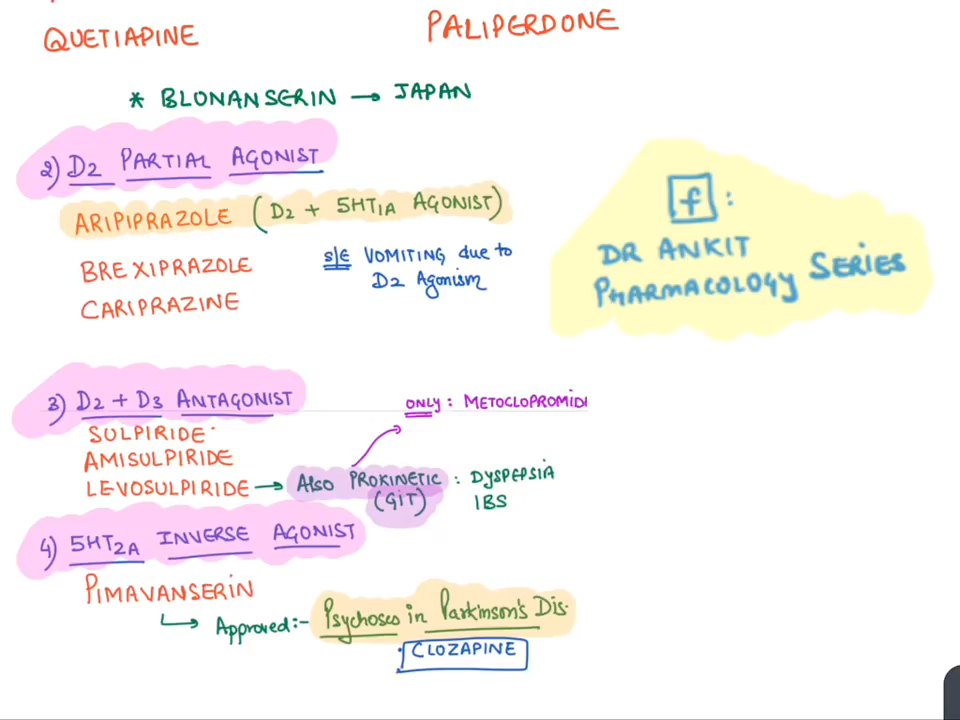 QUETIAPINE
PALIPERDONE
* BLONANSERIN → JAPAN
2) D2 PARTIAL AGONIST
ARIPIPRAZOLE (D2 + 5HT1A AGONIST)
BREXIPRAZOLE
S/E VOMITING due to
D2 Agonism
CARIPRAZINE
f :
DR ANKIT
PHARMACOLOGY SERIES
3) D2 + D3 ANTAGONIST
ONLY : METOCLOPROMIDI
SULPIRIDE
AMISULPIRIDE
LEVOSULPIRIDE → Also PROKINETIC : DYSPEPSIA
(GIT) IBS
4) 5HT2A INVERSE AGONIST
PIMAVANSERIN
↳ Approved:- Psychoses in Parkinson's Dis.
CLOZAPINE